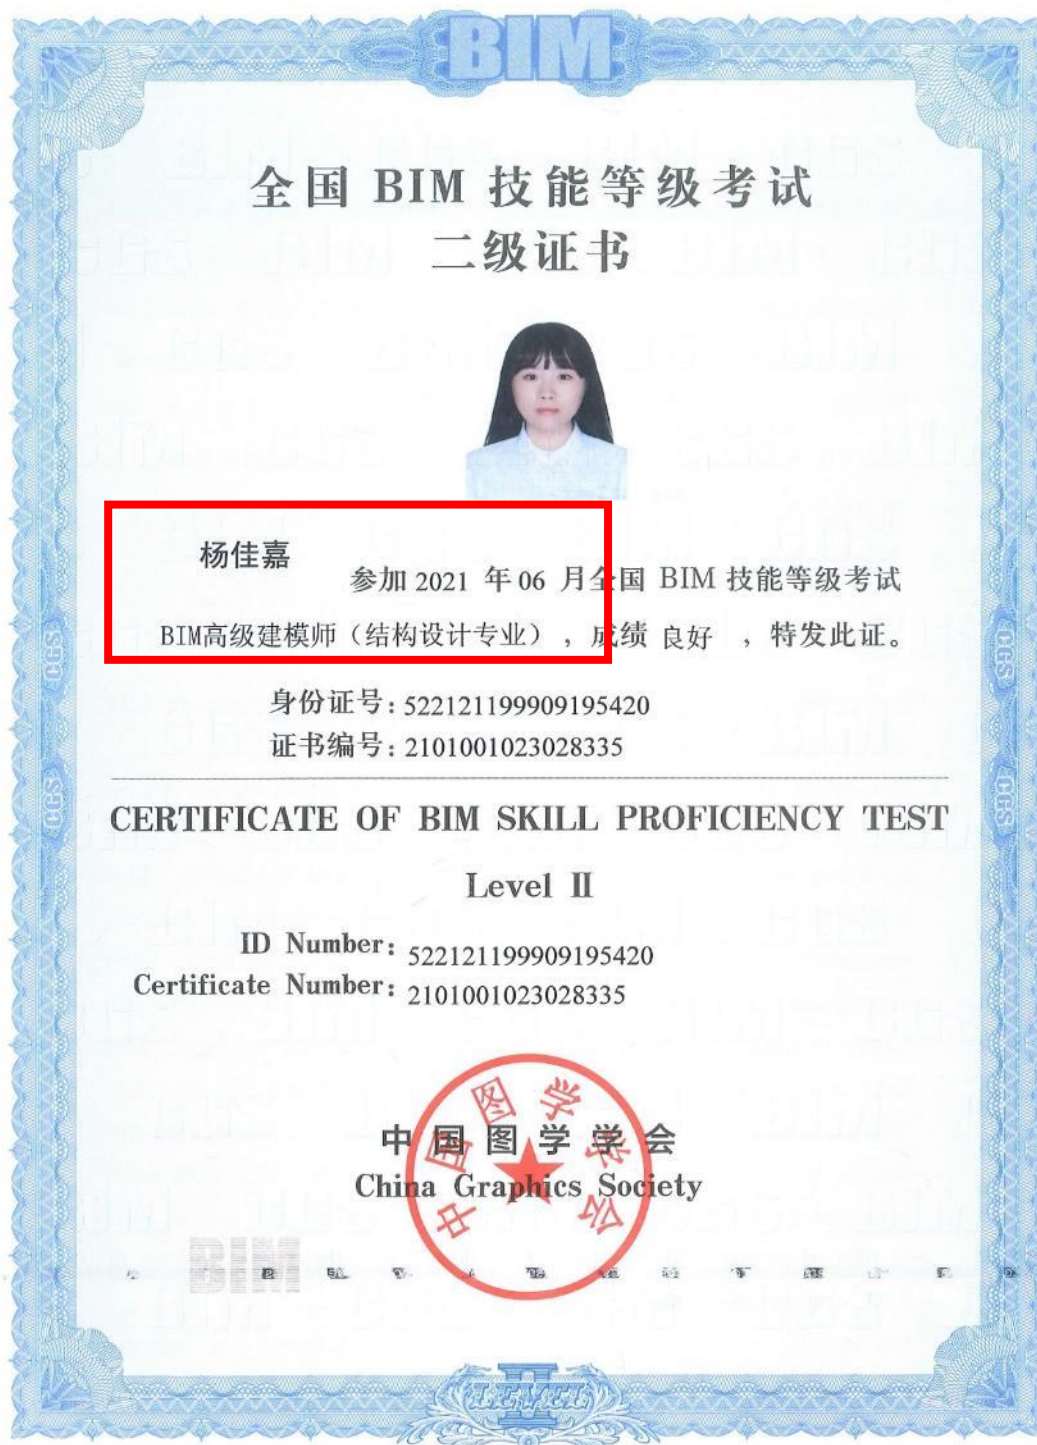 BIM
全国 BIM 技能等级考试
二级证书
杨佳嘉
参加 2021 年 06 月全国 BIM 技能等级考试
BIM高级建模师（结构设计专业），成绩 良好 ，特发此证。
身份证号：522121199909195420
证书编号：2101001023028335
CGS
CGS
CGS
CGS
CERTIFICATE OF BIM SKILL PROFICIENCY TEST
Level II
ID Number: 522121199909195420
Certificate Number: 2101001023028335
中国图学学会
中国图学学会
China Graphics Society
BIM
LEVEL
II